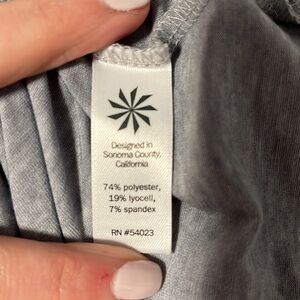 Designed in
Sonoma County,
California
74% polyester,
19% lyocell,
7% spandex
RN #54023